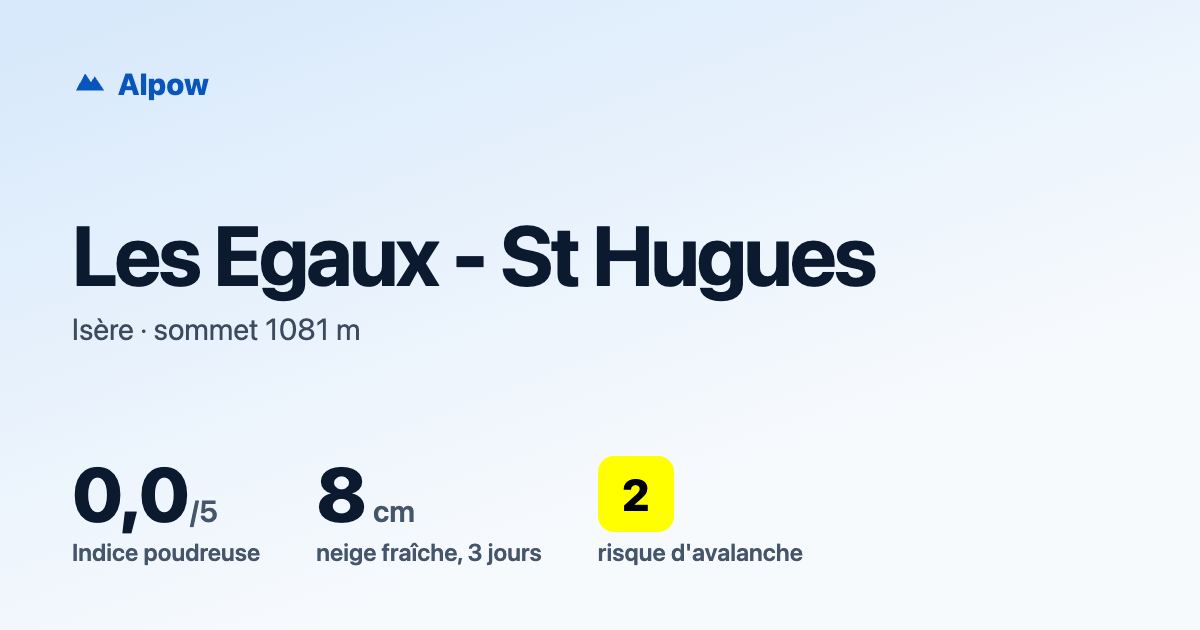 Alpow
Les Egaux - St Hugues
Isère · sommet 1081 m
0,0/5
Indice poudreuse
8 cm
neige fraîche, 3 jours
2
risque d'avalanche